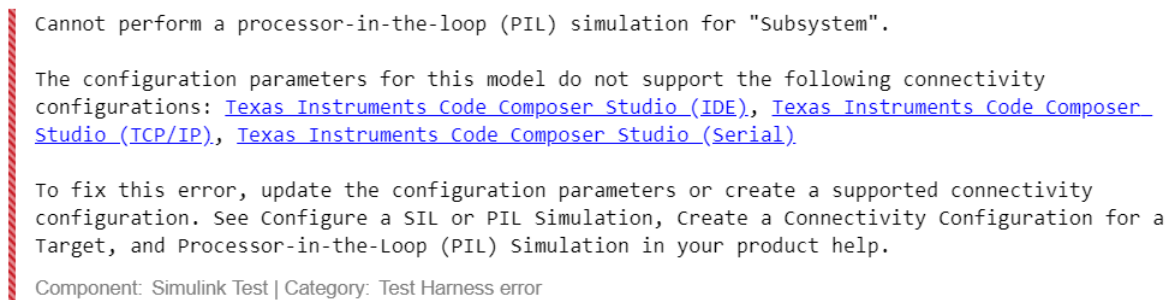 Cannot perform a processor-in-the-loop (PIL) simulation for "Subsystem".
The configuration parameters for this model do not support the following connectivity
configurations: Texas Instruments Code Composer Studio (IDE), Texas Instruments Code Composer
Studio (TCP/IP), Texas Instruments Code Composer Studio (Serial)
To fix this error, update the configuration parameters or create a supported connectivity
configuration. See Configure a SIL or PIL Simulation, Create a Connectivity Configuration for a
Target, and Processor-in-the-Loop (PIL) Simulation in your product help.
Component: Simulink Test | Category: Test Harness error